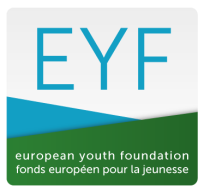 EYF
european youth foundation
fonds européen pour la jeunesse